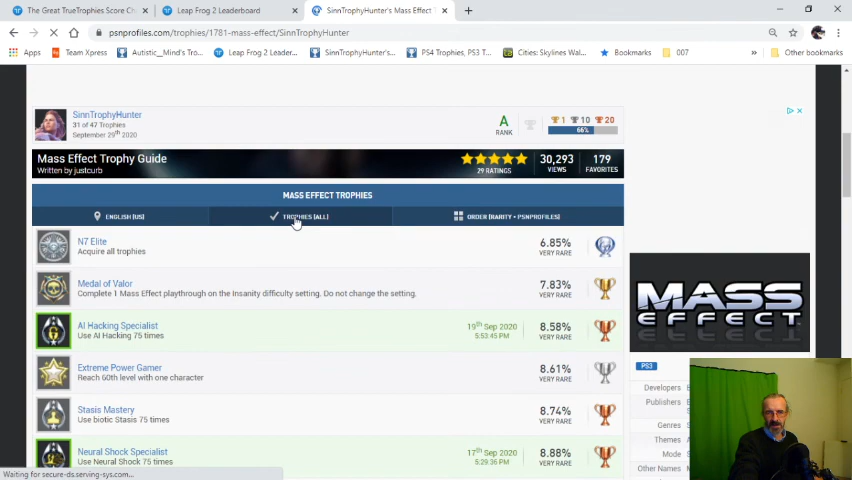 The Great TrueTrophies Score Ch
Leap Frog 2 Leaderboard
SinnTrophyHunter's Mass Effect T
psnprofiles.com/trophies/1781-mass-effect/SinnTrophyHunter
Apps
Team Xpress
Autistic__Mind's Tro...
Leap Frog 2 Leader...
SinnTrophyHunter's...
PS4 Trophies, PS3 T...
Cities: Skylines Wal...
Bookmarks
007
»
Other bookmarks
SinnTrophyHunter
31 of 47 Trophies
September 29th 2020
A
RANK
1
10
20
66%
Mass Effect Trophy Guide
Written by justcurb
29 RATINGS
30,293
VIEWS
179
FAVORITES
MASS EFFECT TROPHIES
ENGLISH (US)
TROPHIES (ALL)
ORDER (RARITY • PSNPROFILES)
N7 Elite
Acquire all trophies
6.85%
VERY RARE
Medal of Valor
Complete 1 Mass Effect playthrough on the Insanity difficulty setting. Do not change the setting.
7.83%
VERY RARE
AI Hacking Specialist
Use AI Hacking 75 times
19th Sep 2020
5:53:45 PM
8.58%
VERY RARE
Extreme Power Gamer
Reach 60th level with one character
8.61%
VERY RARE
Stasis Mastery
Use biotic Stasis 75 times
8.74%
VERY RARE
Neural Shock Specialist
Use Neural Shock 75 times
17th Sep 2020
5:29:36 PM
8.88%
VERY RARE
MASS
EFFECT
PS3
Developers
Publishers
Genres
Themes
Mode
Other Names
Waiting for secure-ds.serving-sys.com...